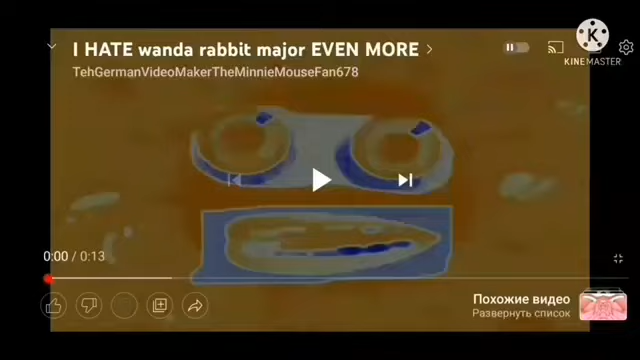 I HATE wanda rabbit major EVEN MORE
TehGermanVideoMakerTheMinnieMouseFan678
KINEMASTER
0:00 / 0:13
Похожие видео
Развернуть список